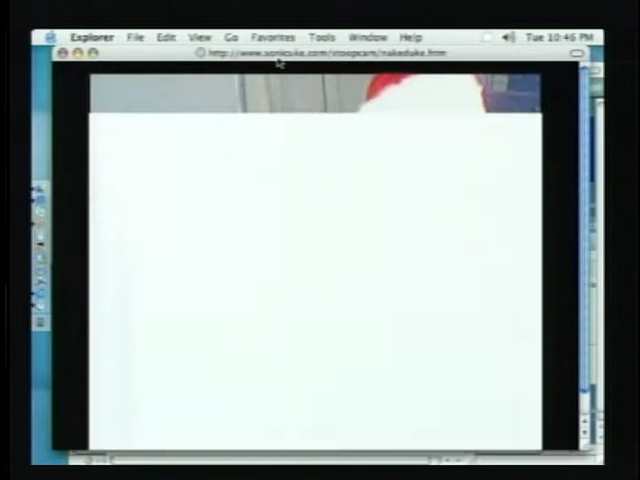 Explorer File Edit View Go Favorites Tools Window Help Tue 10:46 PM
http://www.sonicuke.com/stoopcam/nakeduke.htm